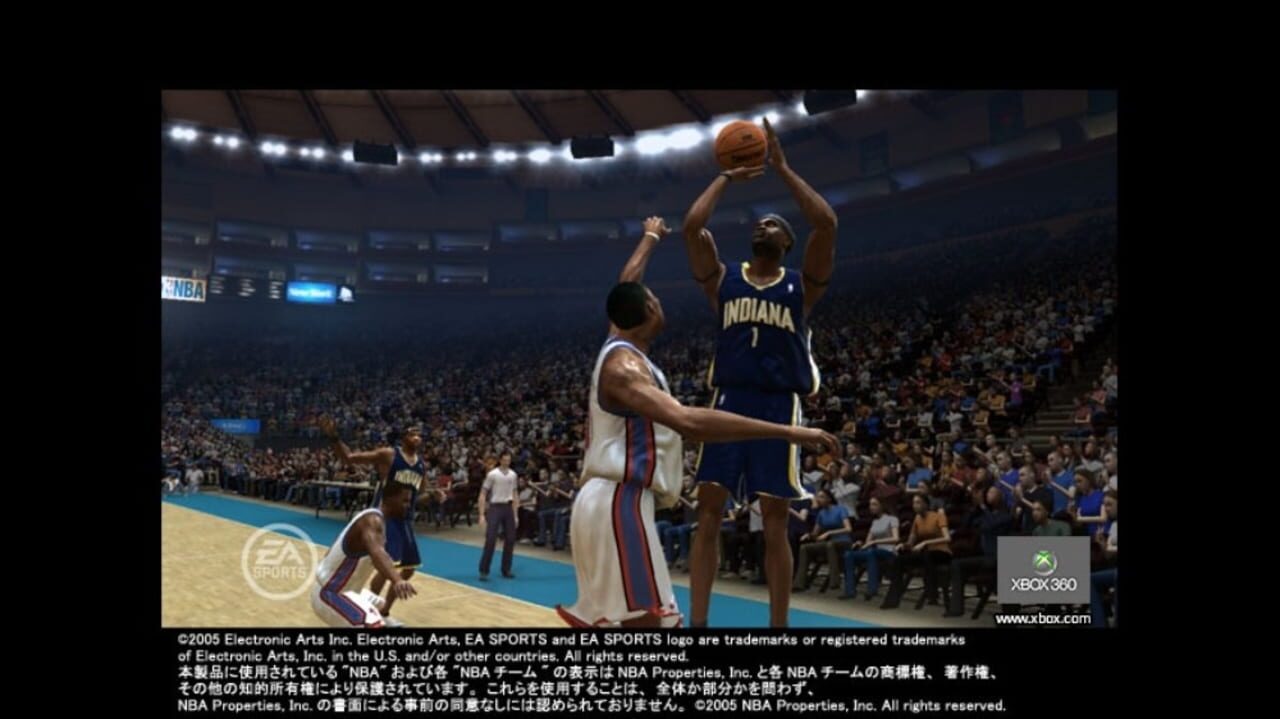 NBA
New York
INDIANA
1
INDIANA
EA
SPORTS
XBOX 360
www.xbox.com
©2005 Electronic Arts Inc. Electronic Arts, EA SPORTS and EA SPORTS logo are trademarks or registered trademarks
of Electronic Arts, Inc. in the U.S. and/or other countries. All rights reserved.
本製品に使用されている "NBA" および各 "NBA チーム " の表示は NBA Properties, Inc. と各 NBA チームの商標権、 著作権、
その他の知的所有権により保護されています。 これらを使用することは、 全体か部分かを問わず、
NBA Properties, Inc. の書面による事前の同意なしには認められておりません。 ©2005 NBA Properties, Inc. All rights reserved.